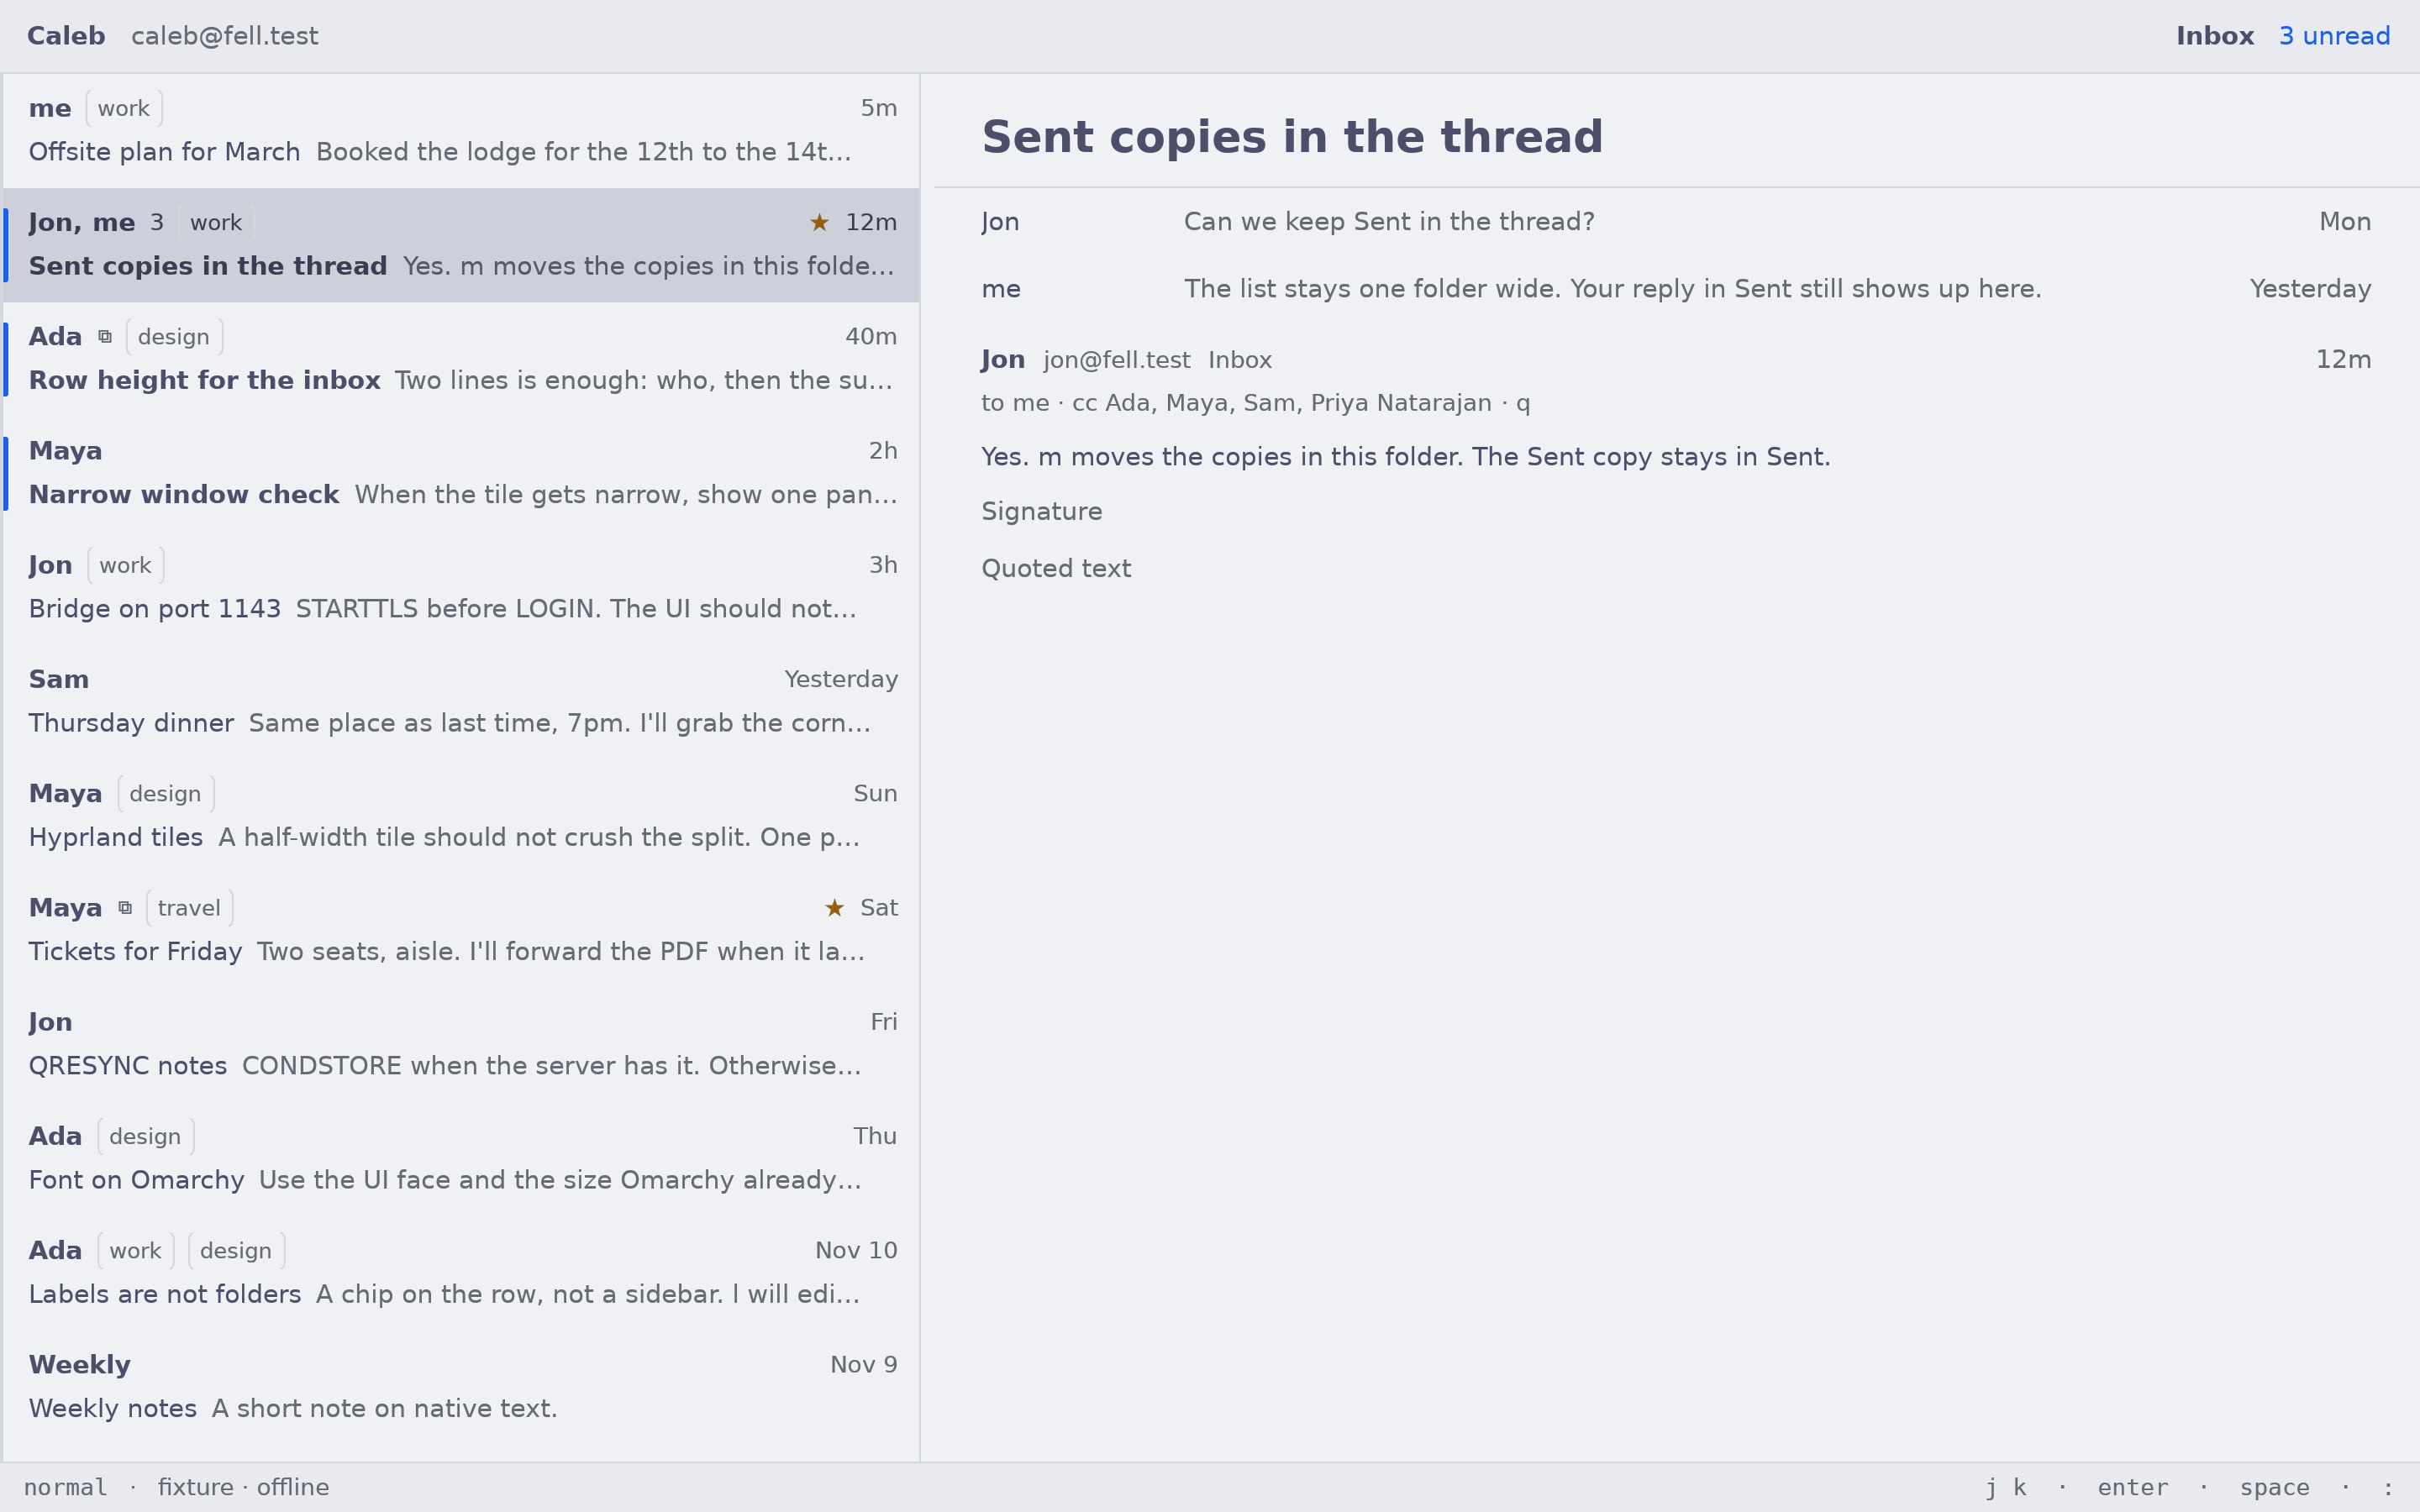 Caleb caleb@fell.test Inbox 3 unread
me work 5m
Offsite plan for March Booked the lodge for the 12th to the 14t…
Jon, me 3 work ★ 12m
Sent copies in the thread Yes. m moves the copies in this folde…
Ada design 40m
Row height for the inbox Two lines is enough: who, then the su…
Maya 2h
Narrow window check When the tile gets narrow, show one pan…
Jon work 3h
Bridge on port 1143 STARTTLS before LOGIN. The UI should not…
Sam Yesterday
Thursday dinner Same place as last time, 7pm. I'll grab the corn…
Maya design Sun
Hyprland tiles A half-width tile should not crush the split. One p…
Maya travel ★ Sat
Tickets for Friday Two seats, aisle. I'll forward the PDF when it la…
Jon Fri
QRESYNC notes CONDSTORE when the server has it. Otherwise…
Ada design Thu
Font on Omarchy Use the UI face and the size Omarchy already…
Ada work design Nov 10
Labels are not folders A chip on the row, not a sidebar. l will edi…
Weekly Nov 9
Weekly notes A short note on native text.
Sent copies in the thread
Jon Can we keep Sent in the thread? Mon
me The list stays one folder wide. Your reply in Sent still shows up here. Yesterday
Jon jon@fell.test Inbox 12m
to me · cc Ada, Maya, Sam, Priya Natarajan · q
Yes. m moves the copies in this folder. The Sent copy stays in Sent.
Signature
Quoted text
normal · fixture · offline j k · enter · space · :